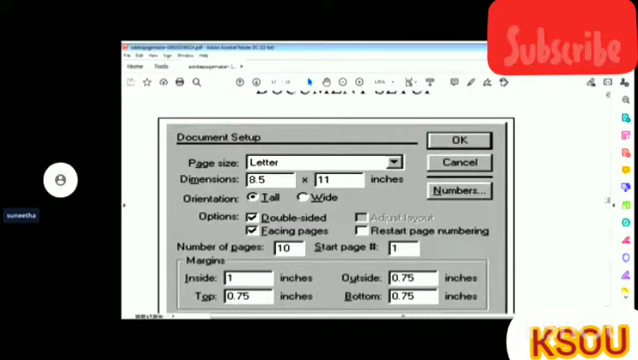 Subscribe
Home Tools
DOCUMENT SETUP
Document Setup
OK
Page size: Letter
Cancel
Dimensions: 8.5 x 11 inches
Numbers...
Orientation: Tall Wide
Options: Double-sided Adjust layout
Facing pages Restart page numbering
Number of pages: 10 Start page #: 1
Margins
Inside: 1 inches Outside: 0.75 inches
Top: 0.75 inches Bottom: 0.75 inches
suneetha
KSOU